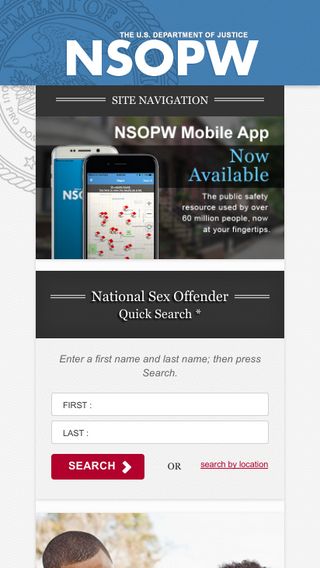 THE U.S. DEPARTMENT OF JUSTICE
NSOPW
SITE NAVIGATION
NSOPW Mobile App
Now
Available
The public safety
resource used by over
60 million people, now
at your fingertips.
National Sex Offender
Quick Search *
Enter a first name and last name; then press
Search.
FIRST :
LAST :
SEARCH
OR
search by location